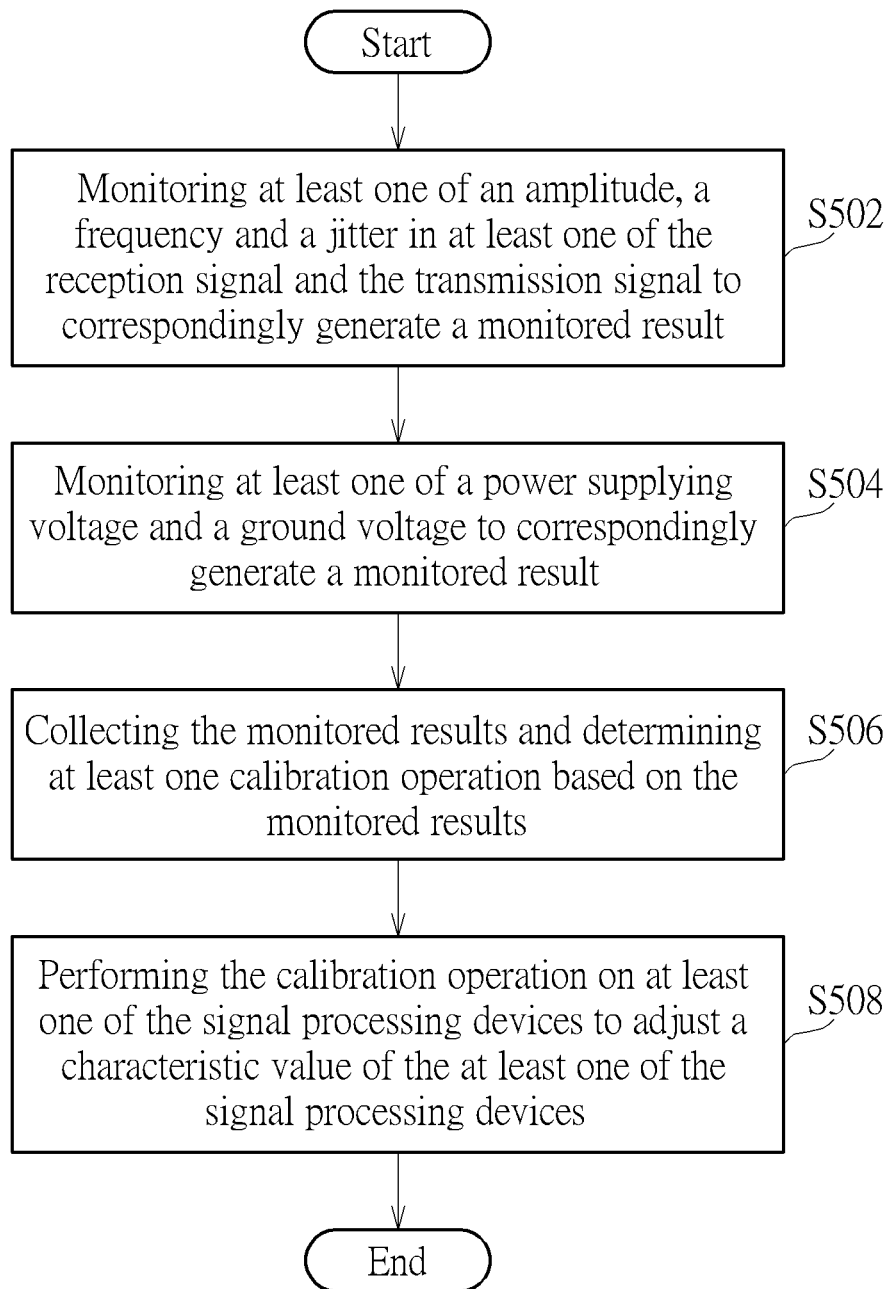 Start
Monitoring at least one of an amplitude, a
frequency and a jitter in at least one of the
reception signal and the transmission signal to
correspondingly generate a monitored result
S502
Monitoring at least one of a power supplying
voltage and a ground voltage to correspondingly
generate a monitored result
S504
Collecting the monitored results and determining
at least one calibration operation based on the
monitored results
S506
Performing the calibration operation on at least
one of the signal processing devices to adjust a
characteristic value of the at least one of the
signal processing devices
S508
End